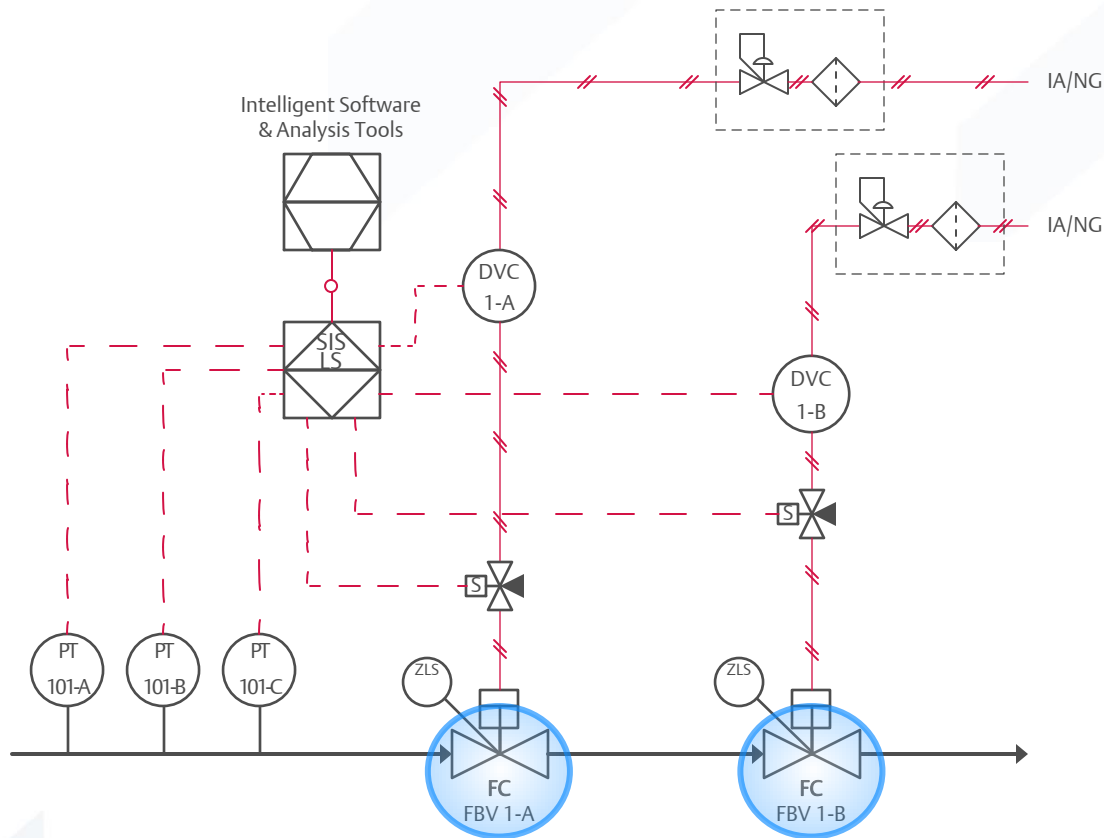 IA/NG
Intelligent Software
& Analysis Tools
IA/NG
DVC
1-A
SIS
LS
DVC
1-B
S
S
PT
101-A
PT
101-B
PT
101-C
ZLS
ZLS
FC
FBV 1-A
FC
FBV 1-B